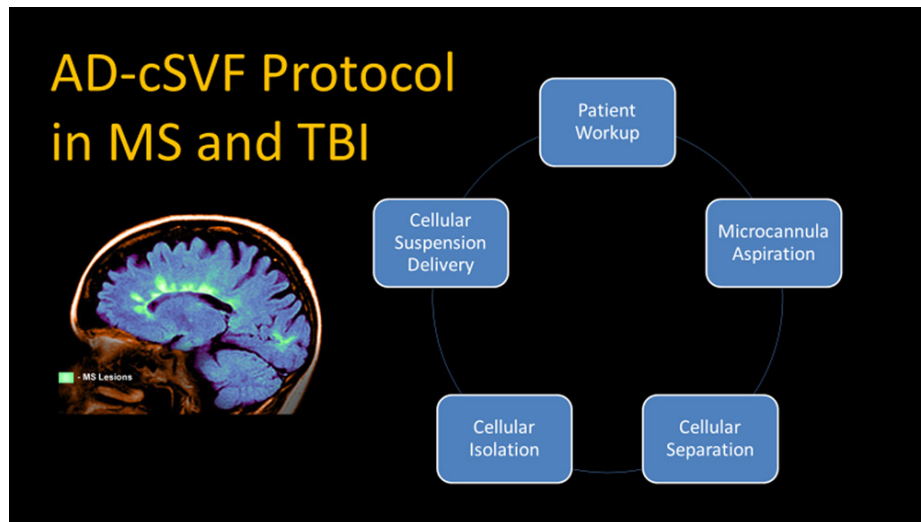 AD-cSVF Protocol
in MS and TBI
Patient
Workup
Microcannula
Aspiration
Cellular
Separation
Cellular
Isolation
Cellular
Suspension
Delivery
- MS Lesions